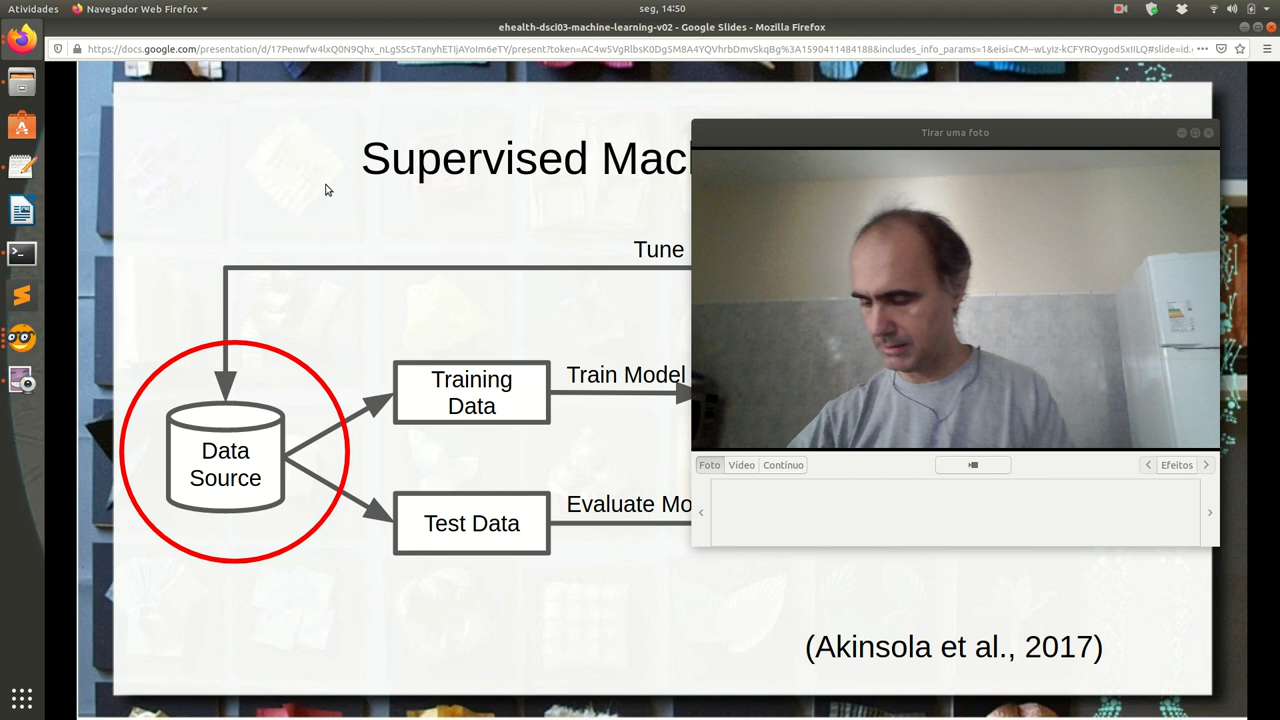 Atividades
Navegador Web Firefox
seg, 14:50
ehealth-dsci03-machine-learning-v02 - Google Slides - Mozilla Firefox
Supervised Mach
Tirar uma foto
Tune
Training
Data
Train Model
Data
Source
Test Data
Evaluate Mo
Foto
Vídeo
Contínuo
Efeitos
(Akinsola et al., 2017)